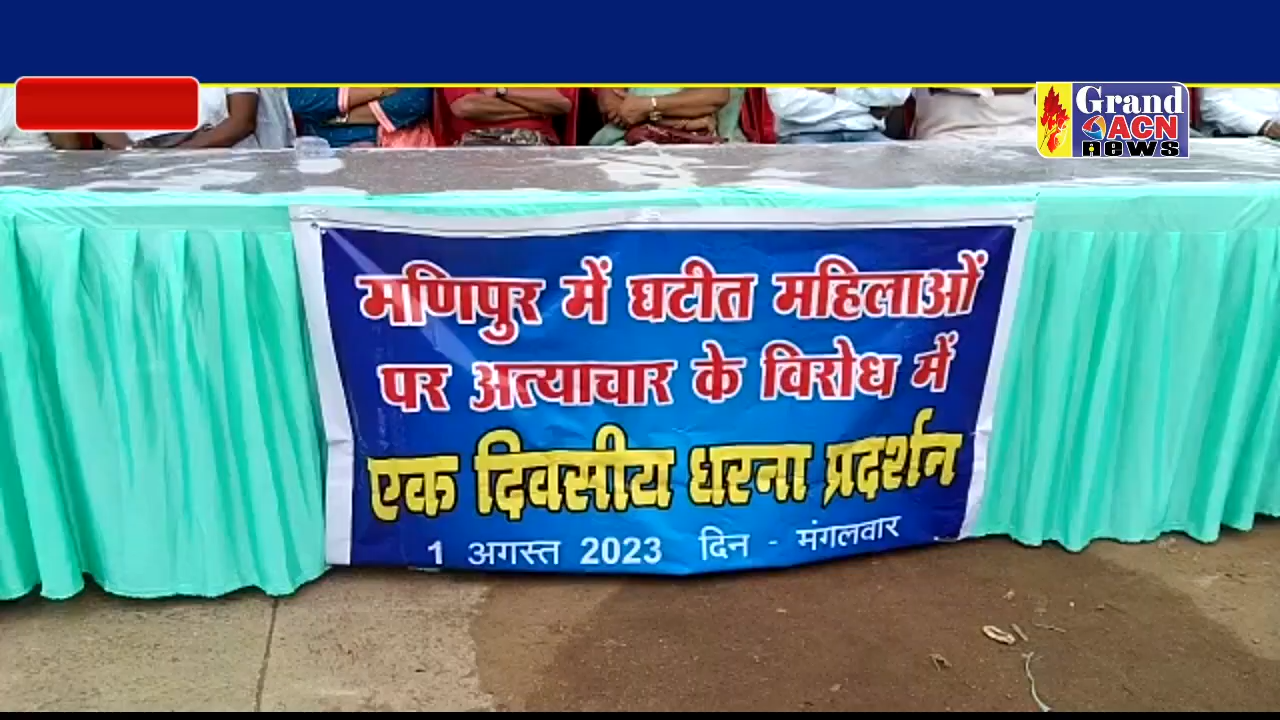 Grand
ACN
news
मणिपुर में घटीत महिलाओं
पर अत्याचार के विरोध में
एक दिवसीय धरना प्रदर्शन
1 अगस्त 2023 दिन - मंगलवार